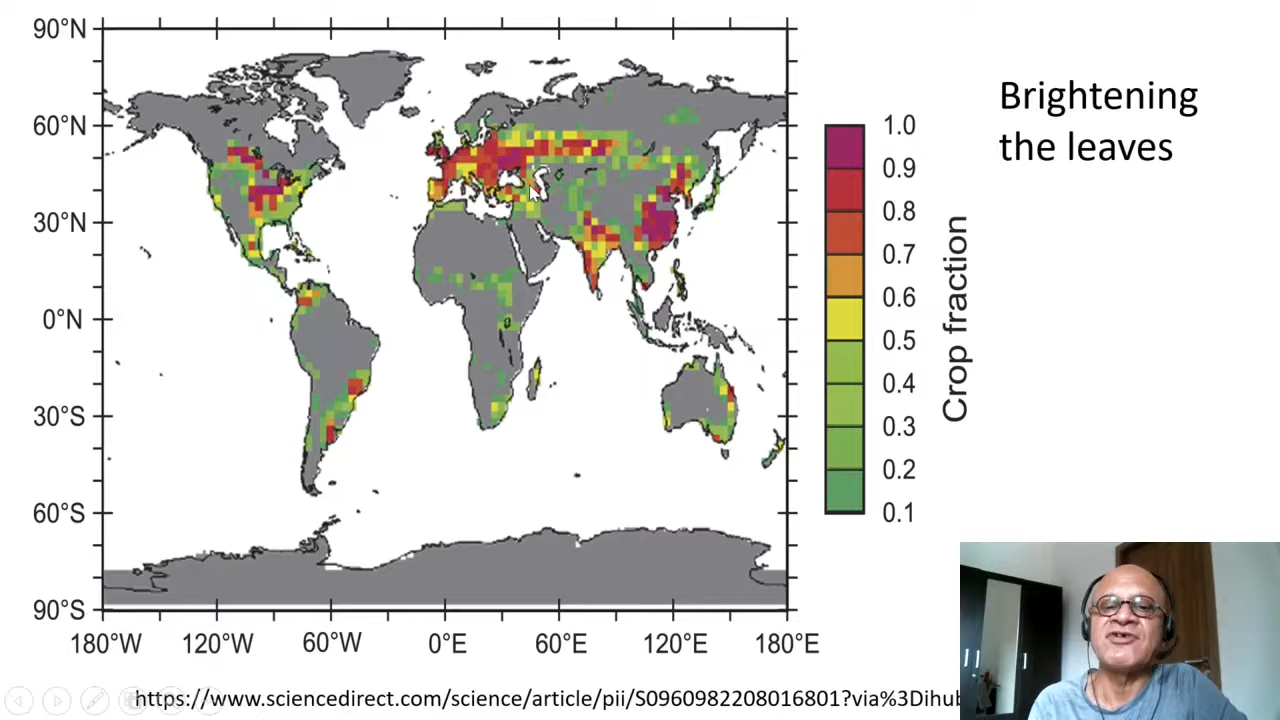 90°N
60°N
30°N
0°N
30°S
60°S
90°S
180°W
120°W
60°W
0°E
60°E
120°E
180°E
1.0
0.9
0.8
0.7
0.6
0.5
0.4
0.3
0.2
0.1
Crop fraction
Brightening
the leaves
https://www.sciencedirect.com/science/article/pii/S0960982208016801?via%3Dihub